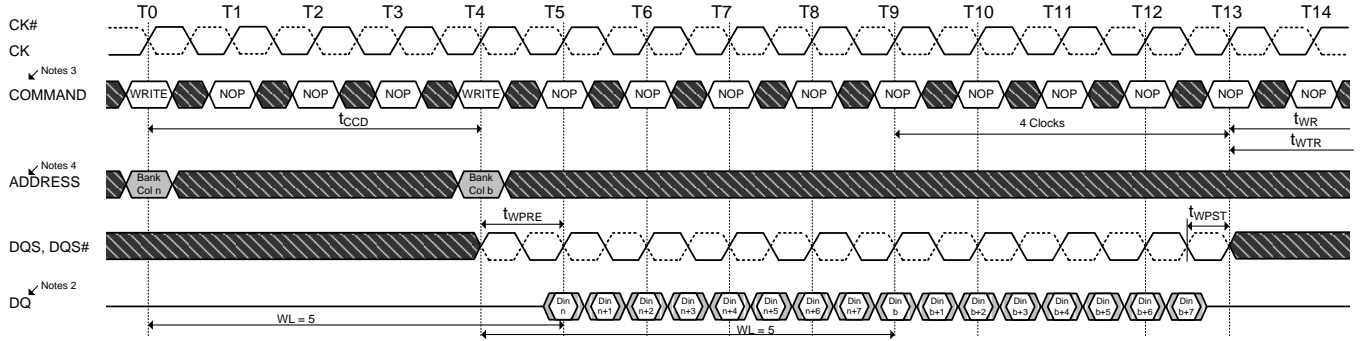 T0 T1 T2 T3 T4 T5 T6 T7 T8 T9 T10 T11 T12 T13 T14
CK#
CK
Notes 3
COMMAND WRITE NOP NOP NOP WRITE NOP NOP NOP NOP NOP NOP NOP NOP NOP NOP
tCCD 4 Clocks tWR
tWTR
Notes 4
ADDRESS Bank Col n Bank Col b
tWPRE tWPST
DQS, DQS#
Notes 2
DQ Din n Din n+1 Din n+2 Din n+3 Din n+4 Din n+5 Din n+6 Din n+7 Din b Din b+1 Din b+2 Din b+3 Din b+4 Din b+5 Din b+6 Din b+7
WL = 5 WL = 5